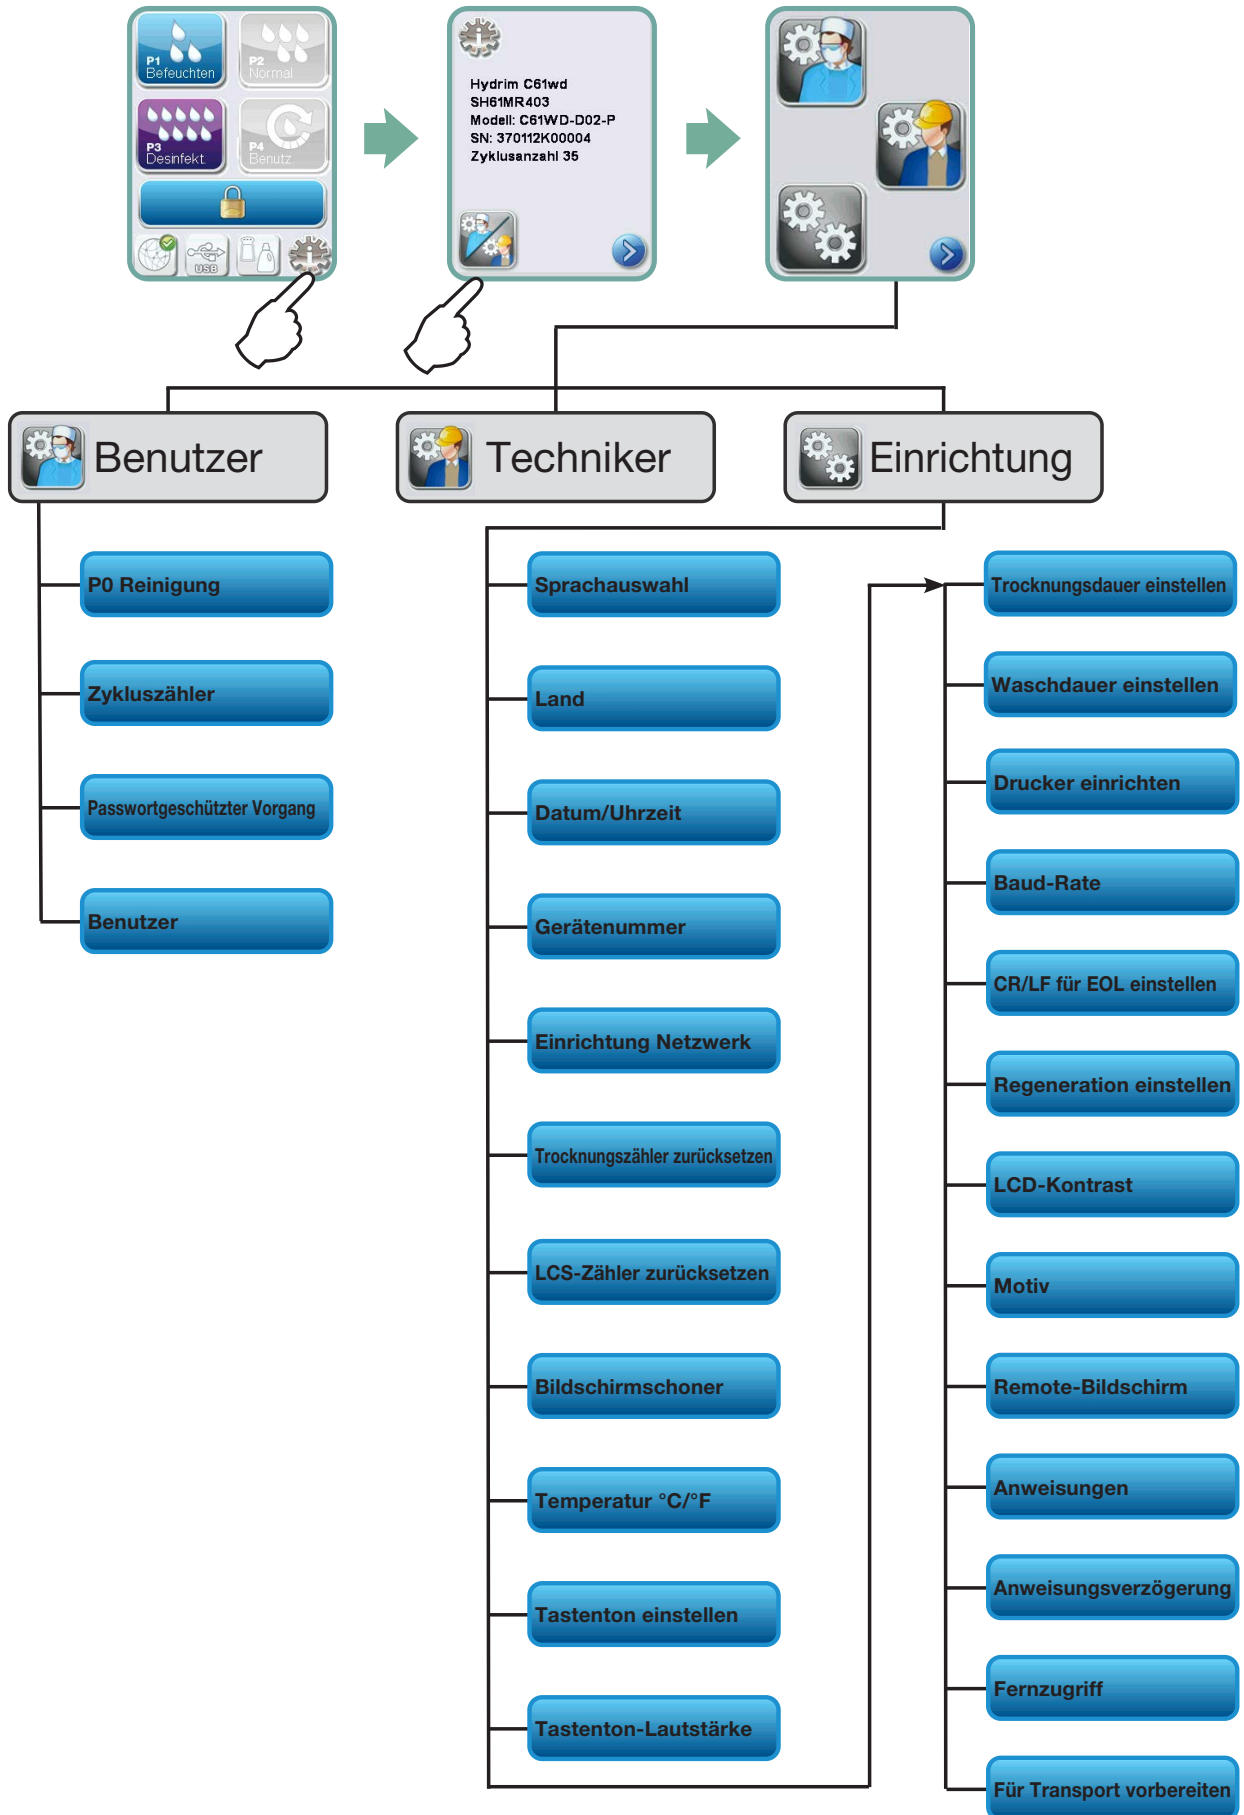 P1
Befeuchten
P2
Normal
P3
Desinfekt.
P4
Benutz
USB
Hydrim C61wd
SH61MR403
Modell: C61WD-D02-P
SN: 370112K00004
Zyklusanzahl 35
Benutzer
Techniker
Einrichtung
P0 Reinigung
Zykluszähler
Passwortgeschützter Vorgang
Benutzer
Sprachauswahl
Land
Datum/Uhrzeit
Gerätenummer
Einrichtung Netzwerk
Trocknungszähler zurücksetzen
LCS-Zähler zurücksetzen
Bildschirmschoner
Temperatur °C/°F
Tastenton einstellen
Tastenton-Lautstärke
Trocknungsdauer einstellen
Waschdauer einstellen
Drucker einrichten
Baud-Rate
CR/LF für EOL einstellen
Regeneration einstellen
LCD-Kontrast
Motiv
Remote-Bildschirm
Anweisungen
Anweisungsverzögerung
Fernzugriff
Für Transport vorbereiten